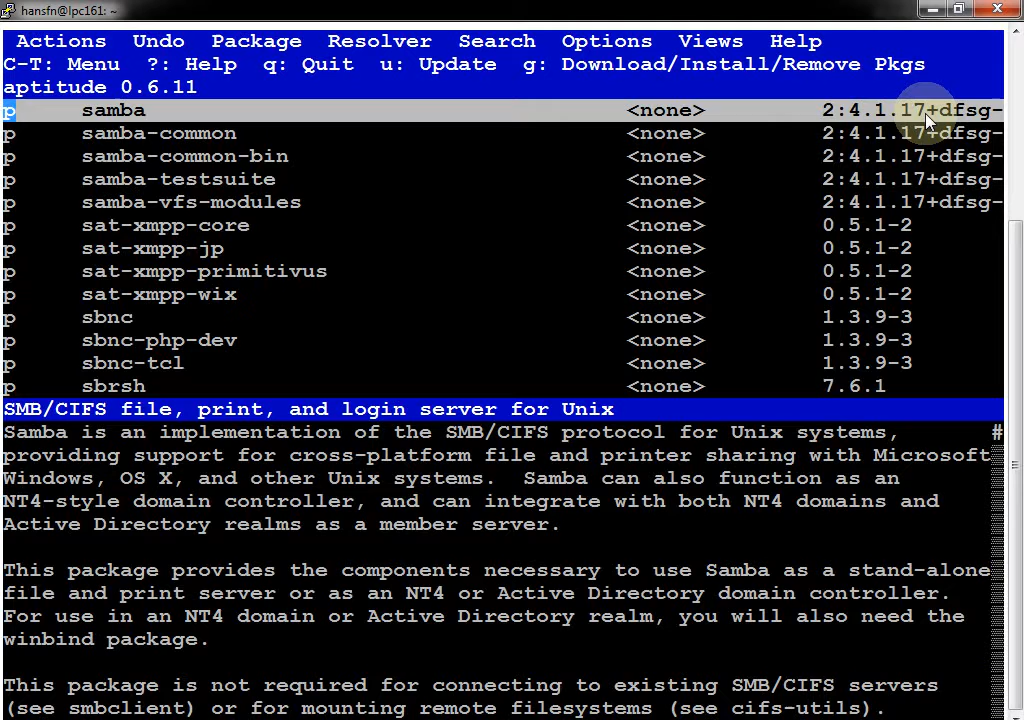 hansfn@lpc161: ~
Actions Undo Package Resolver Search Options Views Help
C-T: Menu ?: Help q: Quit u: Update g: Download/Install/Remove Pkgs
aptitude 0.6.11
p samba <none> 2:4.1.17+dfsg-
p samba-common <none> 2:4.1.17+dfsg-
p samba-common-bin <none> 2:4.1.17+dfsg-
p samba-testsuite <none> 2:4.1.17+dfsg-
p samba-vfs-modules <none> 2:4.1.17+dfsg-
p sat-xmpp-core <none> 0.5.1-2
p sat-xmpp-jp <none> 0.5.1-2
p sat-xmpp-primitivus <none> 0.5.1-2
p sat-xmpp-wix <none> 0.5.1-2
p sbnc <none> 1.3.9-3
p sbnc-php-dev <none> 1.3.9-3
p sbnc-tcl <none> 1.3.9-3
p sbrsh <none> 7.6.1
SMB/CIFS file, print, and login server for Unix
Samba is an implementation of the SMB/CIFS protocol for Unix systems, #
providing support for cross-platform file and printer sharing with Microsoft
Windows, OS X, and other Unix systems. Samba can also function as an
NT4-style domain controller, and can integrate with both NT4 domains and
Active Directory realms as a member server.
This package provides the components necessary to use Samba as a stand-alone
file and print server or as an NT4 or Active Directory domain controller.
For use in an NT4 domain or Active Directory realm, you will also need the
winbind package.
This package is not required for connecting to existing SMB/CIFS servers
(see smbclient) or for mounting remote filesystems (see cifs-utils).